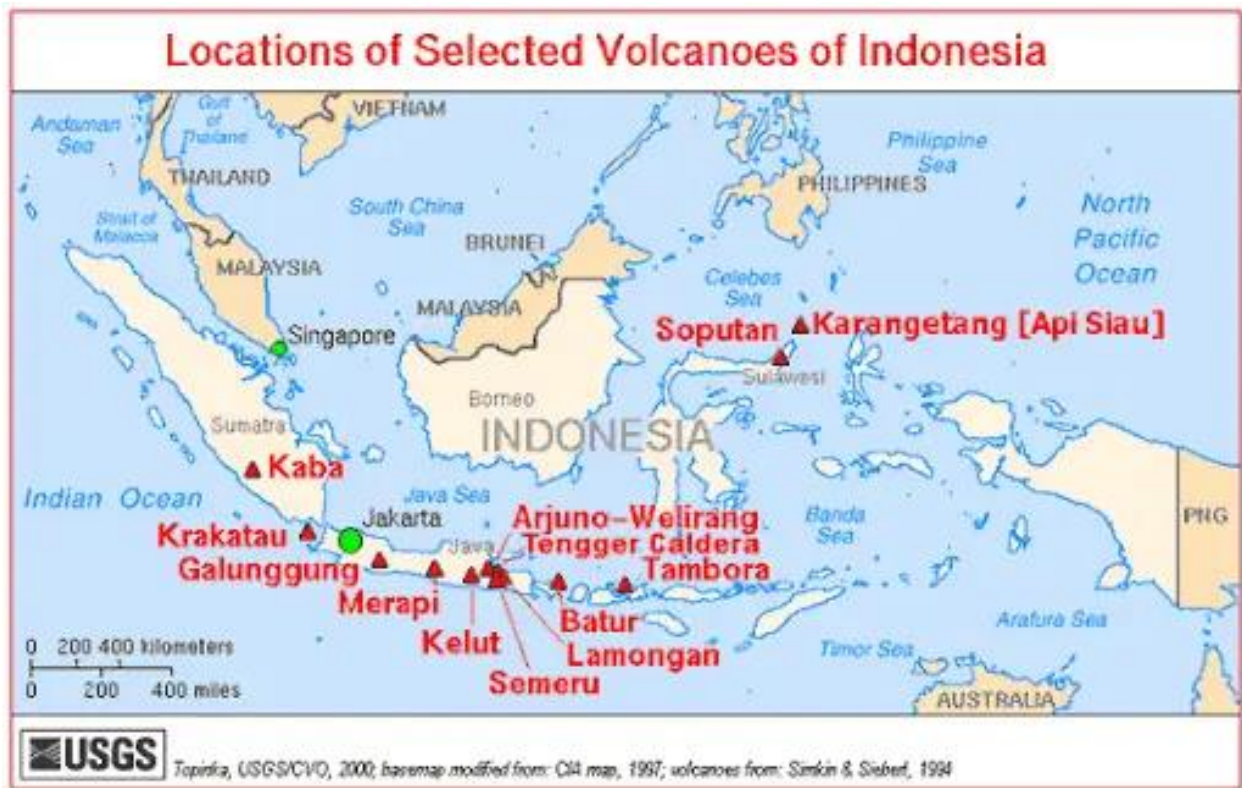 Locations of Selected Volcanoes of Indonesia
Andaman
Sea
Gulf
of
Thailand
VIETNAM
Philippine
Sea
THAILAND
PHILIPPINES
South China
Sea
North
Pacific
Ocean
Strait of
Malacca
BRUNEI
MALAYSIA
Celebes
Sea
MALAYSIA
Singapore
Soputan
Karangetang [Api Siau]
Sulawesi
Borneo
Sumatra
INDONESIA
Kaba
Indian Ocean
Java Sea
Jakarta
Arjuno-Welirang
Banda
Sea
PNG
Krakatau
Java
Tengger Caldera
Galunggung
Tambora
Merapi
Batur
Arafura Sea
Kelut
Lamongan
Timor Sea
Semeru
0 200 400 kilometers
0 200 400 miles
AUSTRALIA
USGS
Topinka, USGS/CVO, 2000; basemap modified from: CIA map, 1997; volcanoes from: Simkin & Siebert, 1994